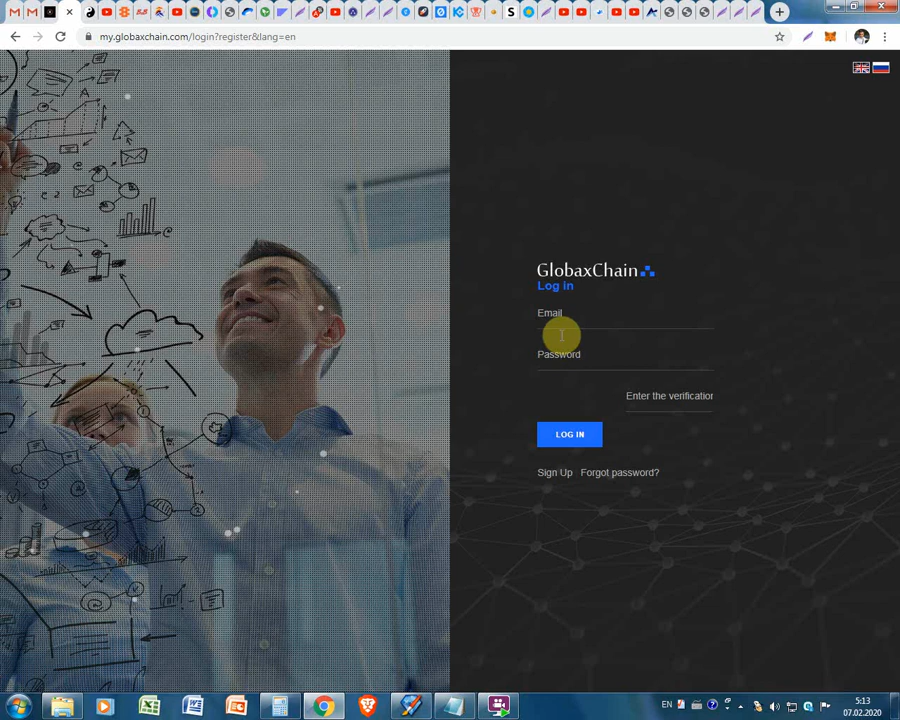 my.globaxchain.com/login?register&lang=en
GlobaxChain
Log in
Email
Password
Enter the verification
LOG IN
Sign Up Forgot password?
EN
5:13
07.02.2020